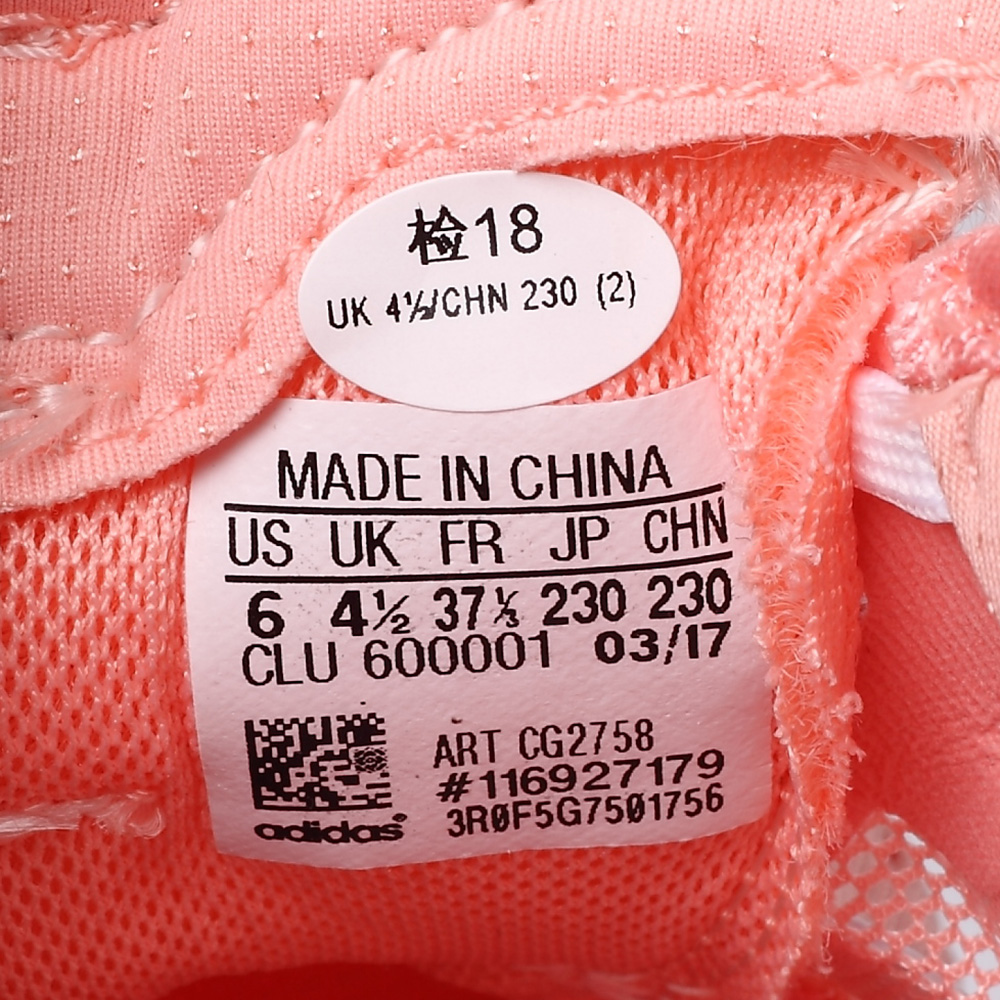 检18
UK 4½/CHN 230 (2)
MADE IN CHINA
US UK FR JP CHN
6 4½ 37⅓ 230 230
CLU 600001 03/17
ART CG2758
#116927179
3R0F5G7501756
adidas®